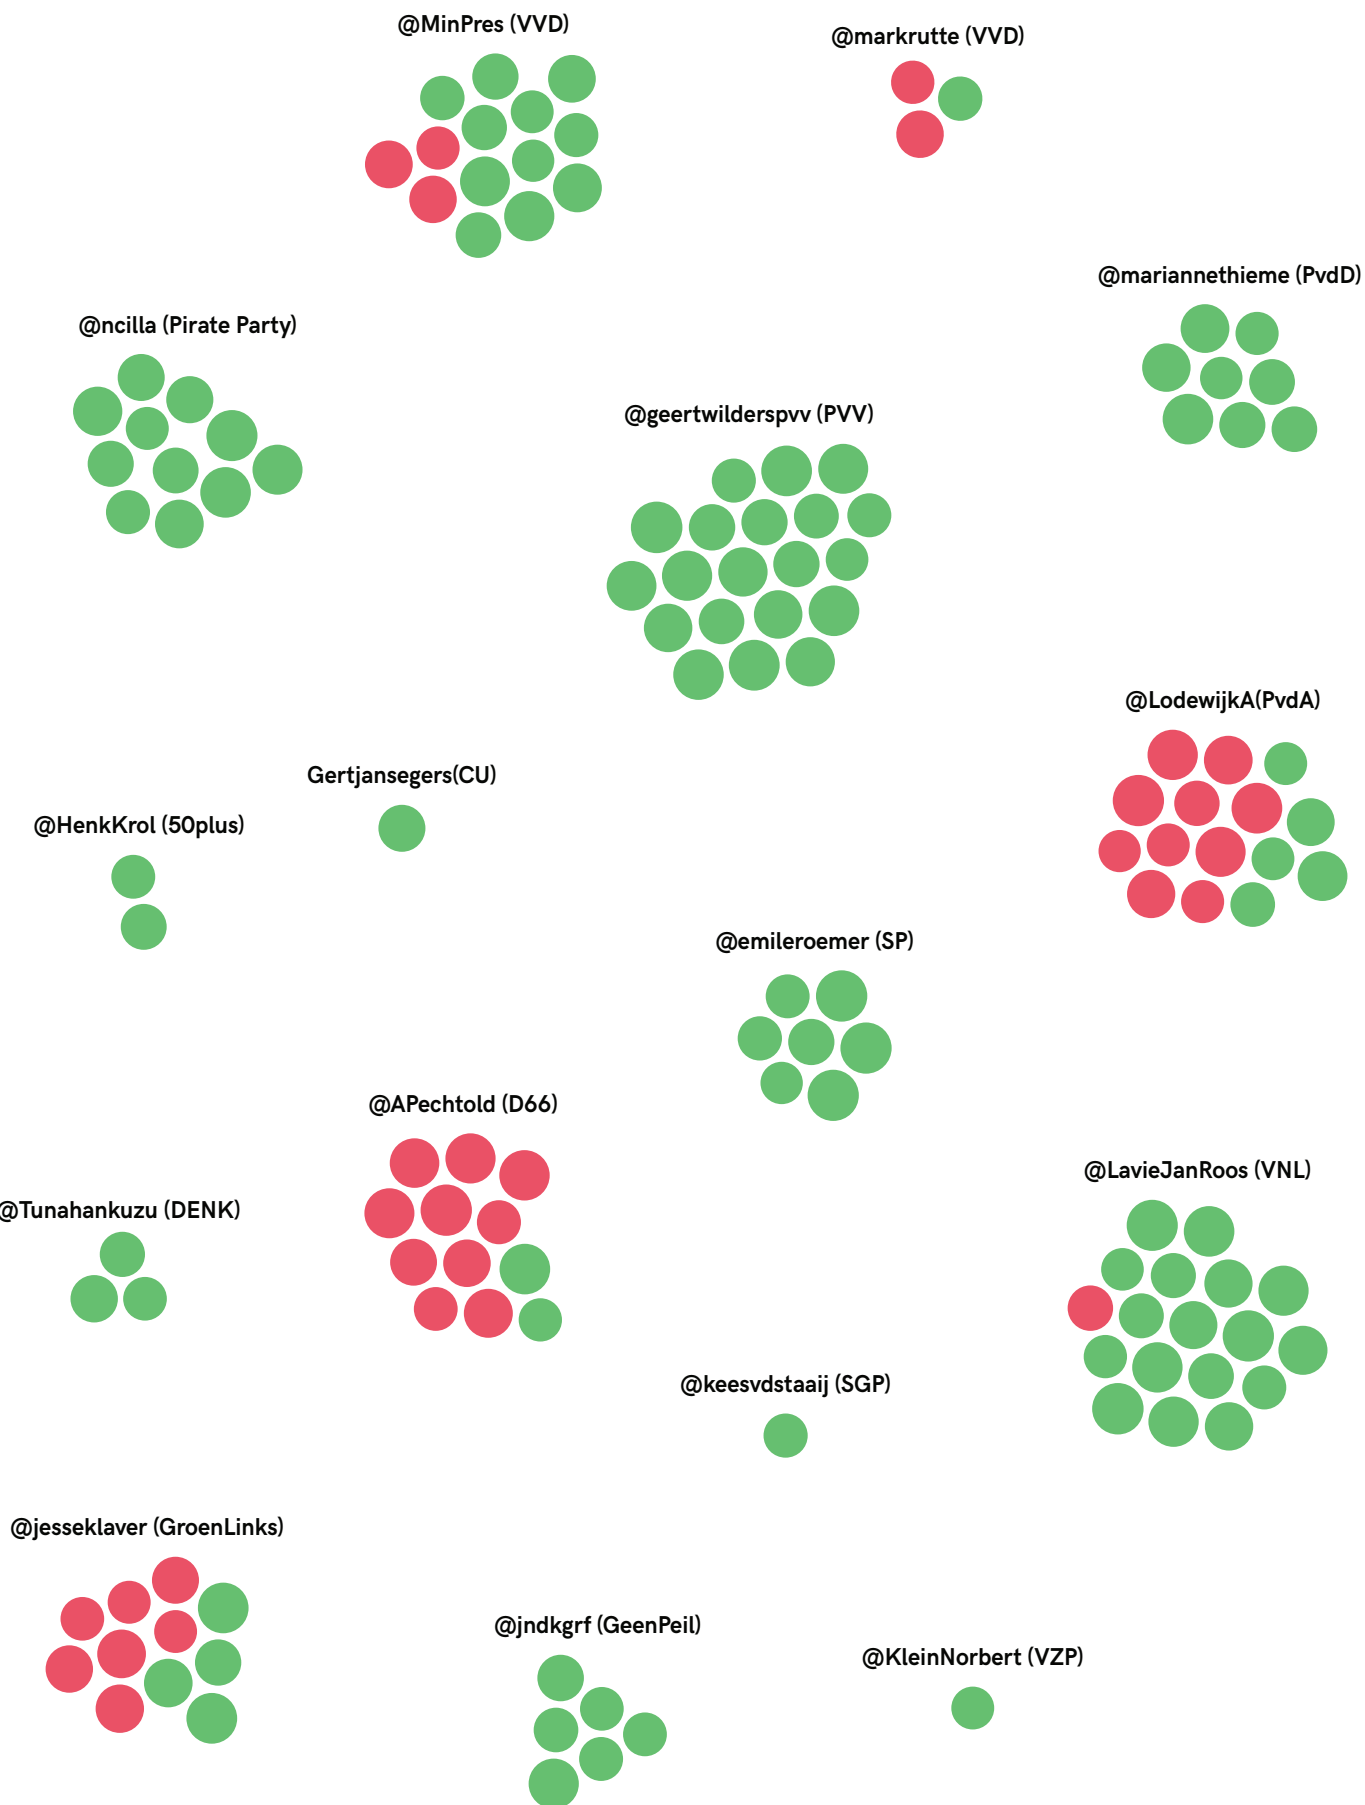 @MinPres (VVD)
@markrutte (VVD)
@mariannethieme (PvdD)
@ncilla (Pirate Party)
@geertwilderspvv (PVV)
@LodewijkA(PvdA)
Gertjansegers(CU)
@HenkKrol (50plus)
@emileroemer (SP)
@APechtold (D66)
@LavieJanRoos (VNL)
@Tunahankuzu (DENK)
@keesvdstaaij (SGP)
@jesseklaver (GroenLinks)
@jndkgrf (GeenPeil)
@KleinNorbert (VZP)